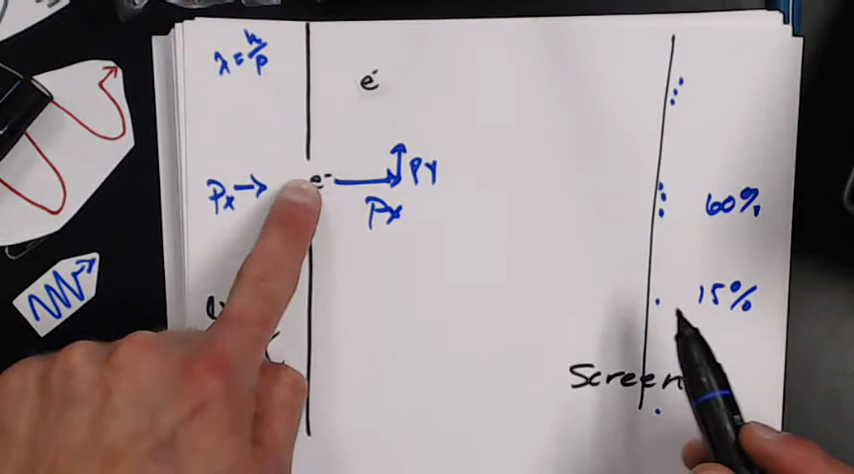 λ = h/p
e⁻
Px → e⁻ Py
Px
60%
15%
Screen